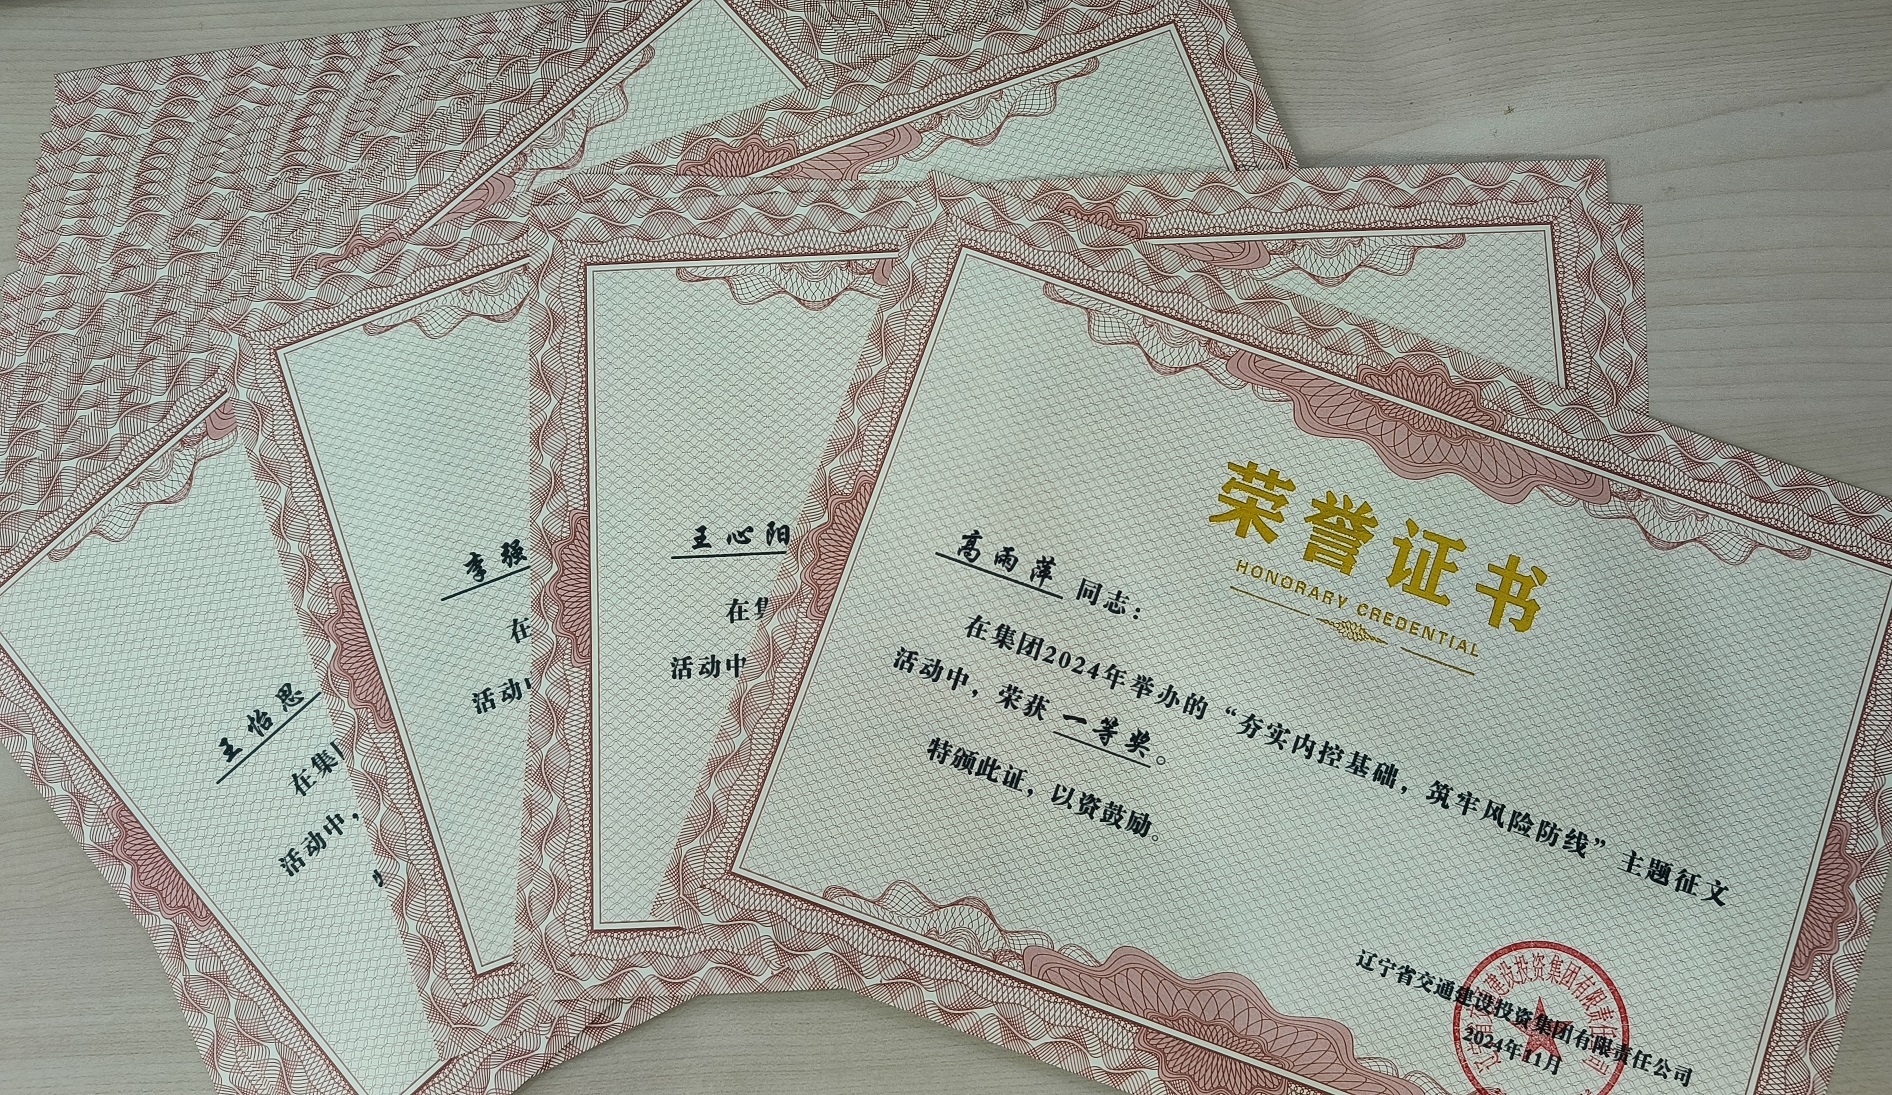 荣誉证书
HONORARY CREDENTIAL
高雨萍 同志：
在集团2024年举办的“夯实内控基础，筑牢风险防线”主题征文
活动中，荣获 一等奖。
特颁此证，以资鼓励。
辽宁省交通建设投资集团有限责任公司
2024年11月
王心阳
在集
活动中
李强
在
活动中
王怡思
在集团
活动中，